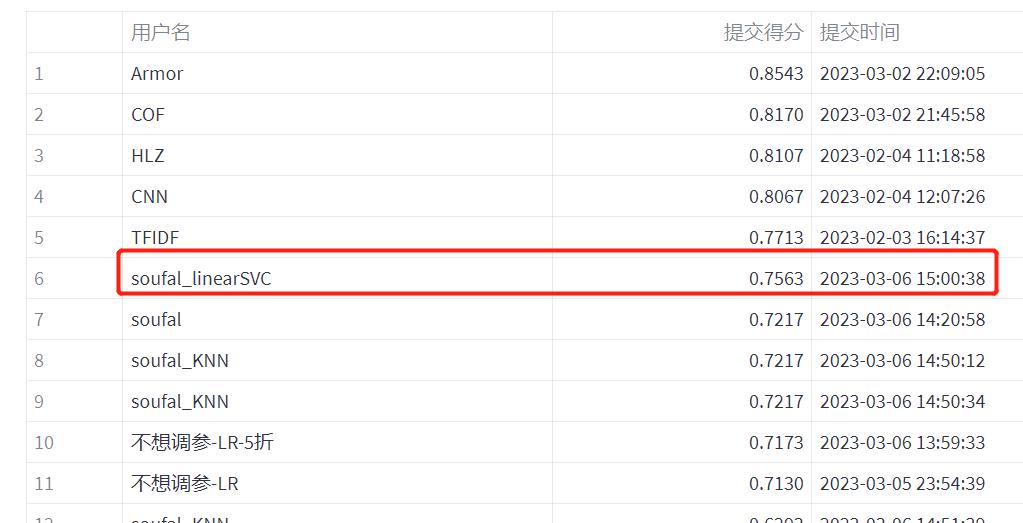 用户名 提交得分 提交时间
1 Armor 0.8543 2023-03-02 22:09:05
2 COF 0.8170 2023-03-02 21:45:58
3 HLZ 0.8107 2023-02-04 11:18:58
4 CNN 0.8067 2023-02-04 12:07:26
5 TFIDF 0.7713 2023-02-03 16:14:37
6 soufal_linearSVC 0.7563 2023-03-06 15:00:38
7 soufal 0.7217 2023-03-06 14:20:58
8 soufal_KNN 0.7217 2023-03-06 14:50:12
9 soufal_KNN 0.7217 2023-03-06 14:50:34
10 不想调参-LR-5折 0.7173 2023-03-06 13:59:33
11 不想调参-LR 0.7130 2023-03-05 23:54:39
12 soufal_KNN